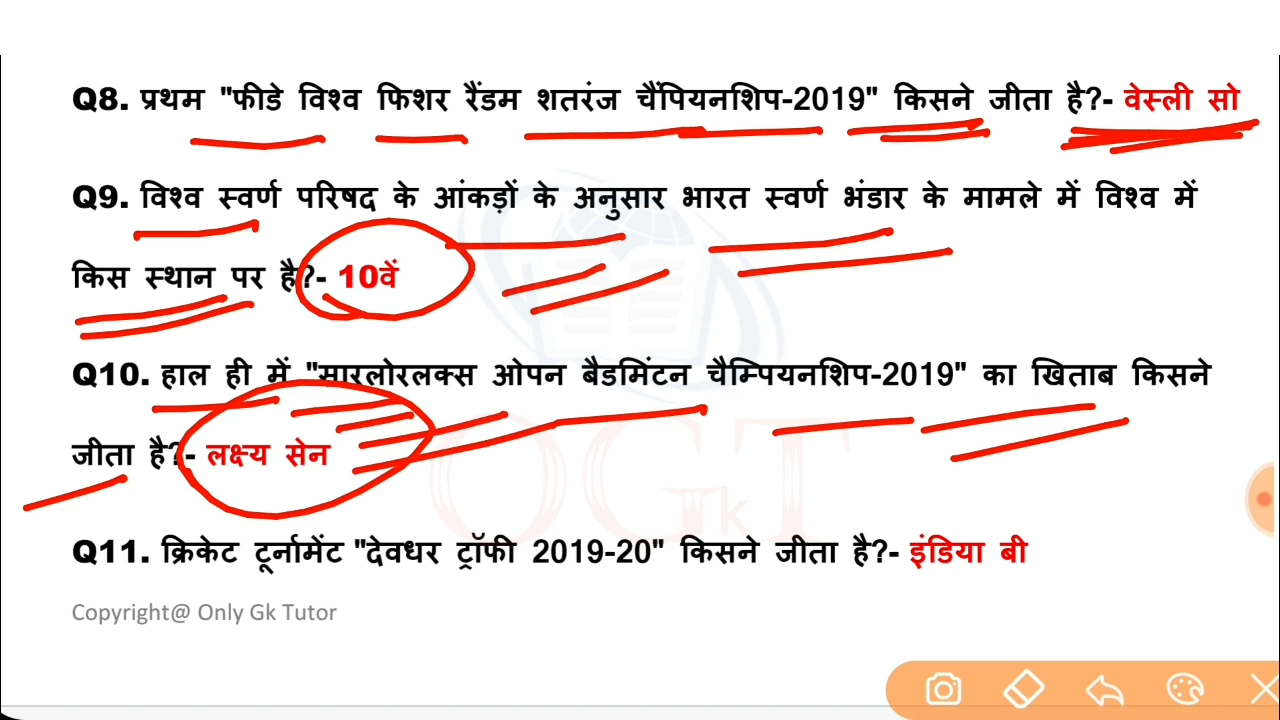 Q8. प्रथम "फीडे विश्व फिशर रैंडम शतरंज चैंपियनशिप-2019" किसने जीता है?- वेस्ली सो
Q9. विश्व स्वर्ण परिषद के आंकड़ों के अनुसार भारत स्वर्ण भंडार के मामले में विश्व में
किस स्थान पर है?- 10वें
Q10. हाल ही में "सारलोरलक्स ओपन बैडमिंटन चैम्पियनशिप-2019" का खिताब किसने
जीता है?- लक्ष्य सेन
OGT
k
Q11. क्रिकेट टूर्नामेंट "देवधर ट्रॉफी 2019-20" किसने जीता है?- इंडिया बी
Copyright@ Only Gk Tutor